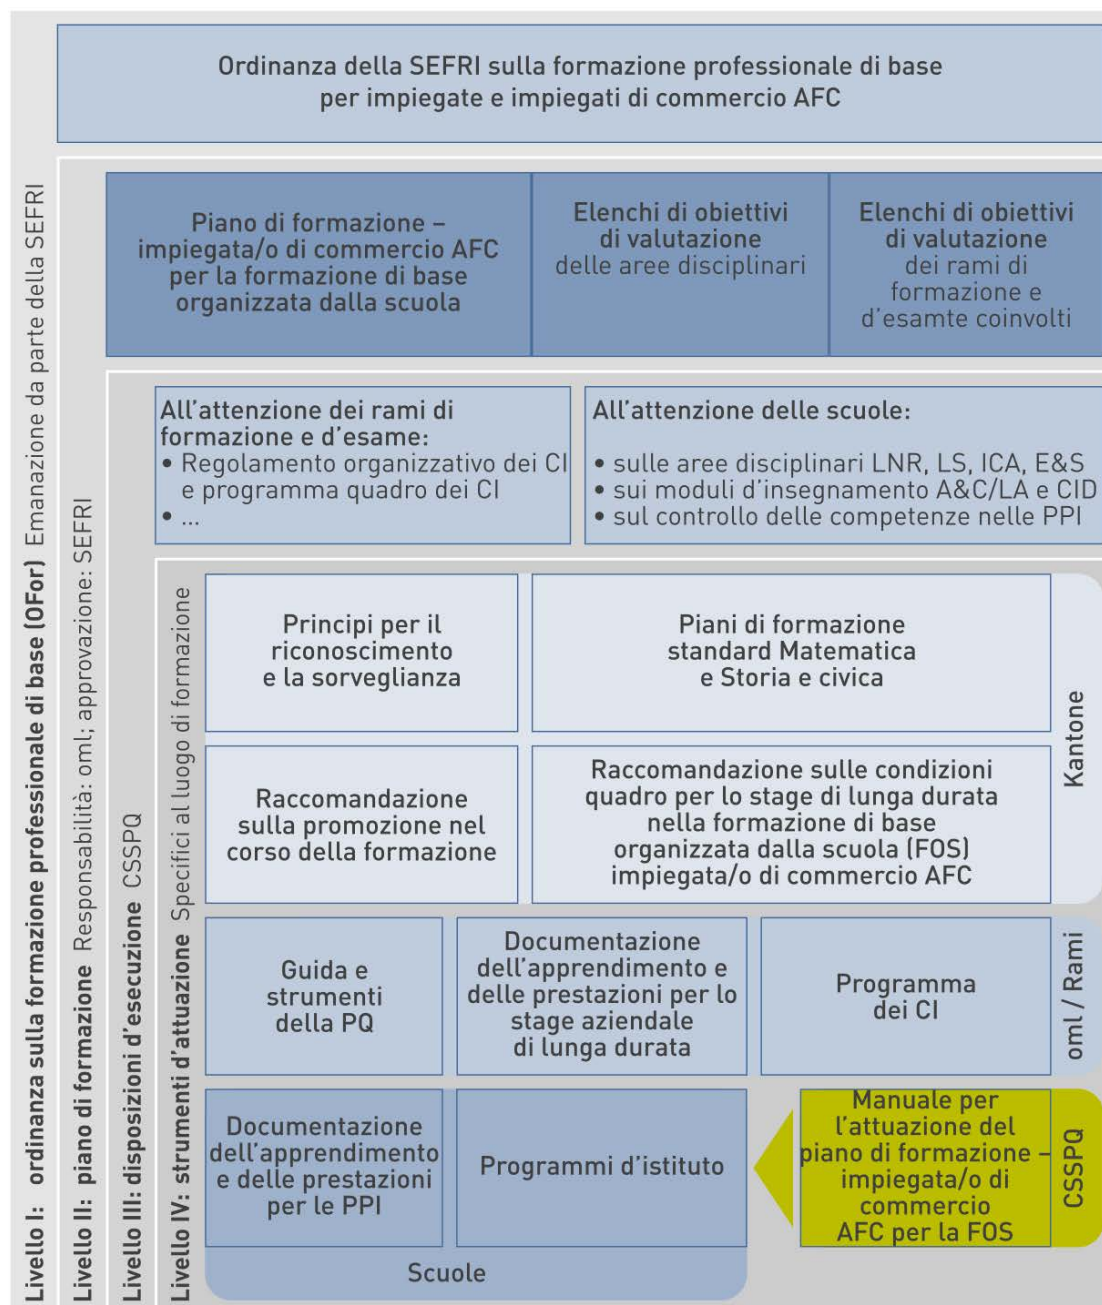 Ordinanza della SEFRI sulla formazione professionale di base
per impiegate e impiegati di commercio AFC
Piano di formazione –
impiegata/o di commercio AFC
per la formazione di base
organizzata dalla scuola
Elenchi di obiettivi
di valutazione
delle aree disciplinari
Elenchi di obiettivi
di valutazione
dei rami di
formazione e
d'esamte coinvolti
All'attenzione dei rami di
formazione e d'esame:
• Regolamento organizzativo dei CI
e programma quadro dei CI
• ...
All'attenzione delle scuole:
• sulle aree disciplinari LNR, LS, ICA, E&S
• sui moduli d'insegnamento A&C/LA e CID
• sul controllo delle competenze nelle PPI
Principi per il
riconoscimento
e la sorveglianza
Piani di formazione
standard Matematica
e Storia e civica
Raccomandazione
sulla promozione nel
corso della formazione
Raccomandazione sulle condizioni
quadro per lo stage di lunga durata
nella formazione di base
organizzata dalla scuola (FOS)
impiegata/o di commercio AFC
Kantone
Guida e
strumenti
della PQ
Documentazione
dell'apprendimento e
delle prestazioni per lo
stage aziendale
di lunga durata
Programma
dei CI
oml / Rami
Documentazione
dell'apprendimento
e delle prestazioni
per le PPI
Programmi d'istituto
Manuale per
l'attuazione del
piano di formazione –
impiegata/o di
commercio
AFC per la FOS
CSSPQ
Scuole
Livello I: ordinanza sulla formazione professionale di base (OFor) Emanazione da parte della SEFRI
Livello II: piano di formazione Responsabilità: oml; approvazione: SEFRI
Livello III: disposizioni d'esecuzione CSSPQ
Livello IV: strumenti d'attuazione Specifici al luogo di formazione